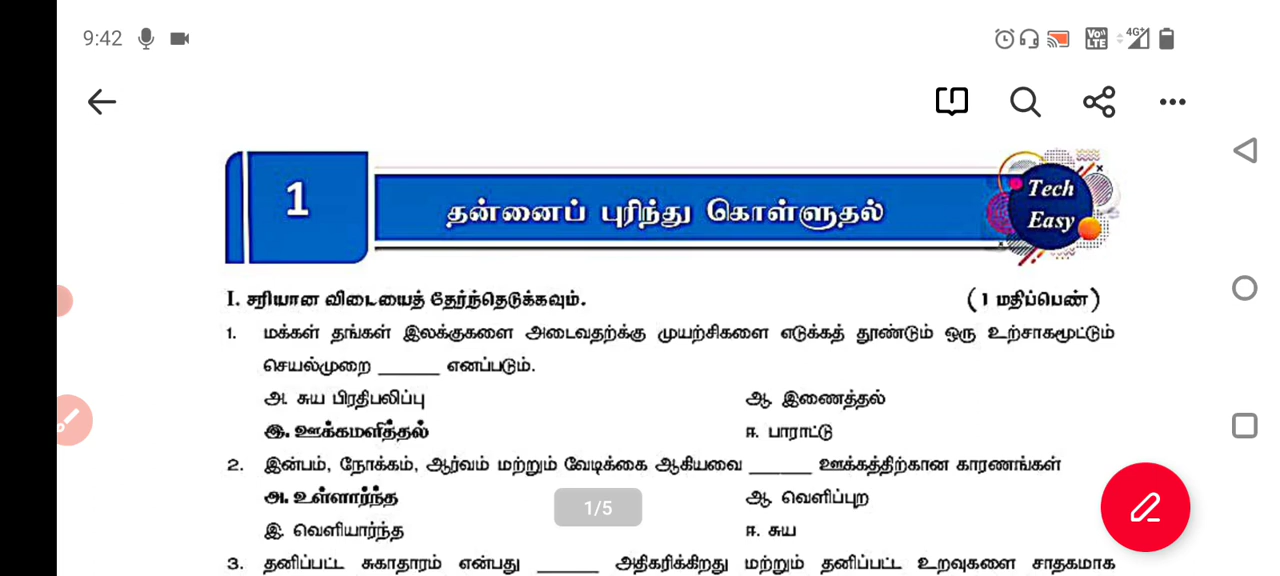 9:42
Vo)) LTE
4G+
1
தன்னைப் புரிந்து கொள்ளுதல்
Tech
Easy
I. சரியான விடையைத் தேர்ந்தெடுக்கவும். (1 மதிப்பெண்)
1. மக்கள் தங்கள் இலக்குகளை அடைவதற்க்கு முயற்சிகளை எடுக்கத் தூண்டும் ஒரு உற்சாகமூட்டும்
செயல்முறை ______ எனப்படும்.
அ. சுய பிரதிபலிப்பு ஆ. இணைத்தல்
இ. ஊக்கமளித்தல் ஈ. பாராட்டு
2. இன்பம், நோக்கம், ஆர்வம் மற்றும் வேடிக்கை ஆகியவை ______ ஊக்கத்திற்கான காரணங்கள்
அ. உள்ளார்ந்த ஆ. வெளிப்புற
1/5
இ. வெளியார்ந்த ஈ. சுய
3. தனிப்பட்ட சுகாதாரம் என்பது ______ அதிகரிக்கிறது மற்றும் தனிப்பட்ட உறவுகளை சாதகமாக